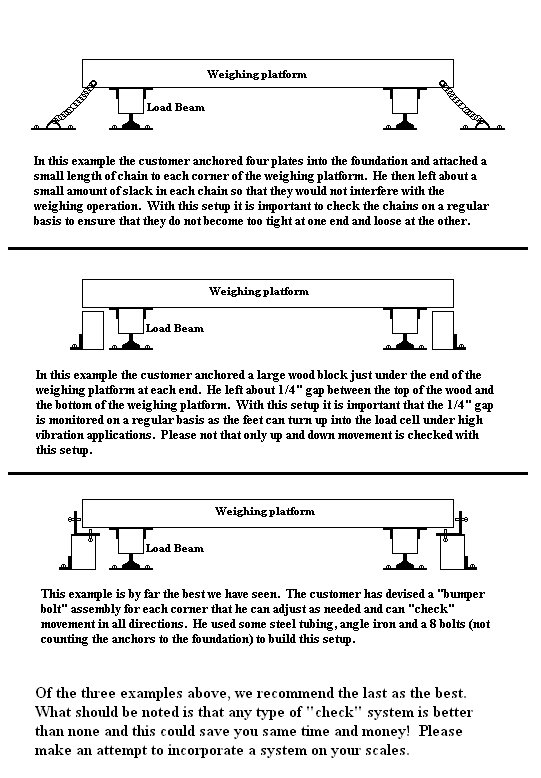 Weighing platform
Load Beam
In this example the customer anchored four plates into the foundation and attached a
small length of chain to each corner of the weighing platform. He then left about a
small amount of slack in each chain so that they would not interfere with the
weighing operation. With this setup it is important to check the chains on a regular
basis to ensure that they do not become too tight at one end and loose at the other.
Weighing platform
Load Beam
In this example the customer anchored a large wood block just under the end of the
weighing platform at each end. He left about 1/4" gap between the top of the wood and
the bottom of the weighing platform. With this setup it is important that the 1/4" gap
is monitored on a regular basis as the feet can turn up into the load cell under high
vibration applications. Please not that only up and down movement is checked with
this setup.
Weighing platform
Load Beam
This example is by far the best we have seen. The customer has devised a "bumper
bolt" assembly for each corner that he can adjust as needed and can "check"
movement in all directions. He used some steel tubing, angle iron and a 8 bolts (not
counting the anchors to the foundation) to build this setup.
Of the three examples above, we recommend the last as the best.
What should be noted is that any type of "check" system is better
than none and this could save you same time and money! Please
make an attempt to incorporate a system on your scales.